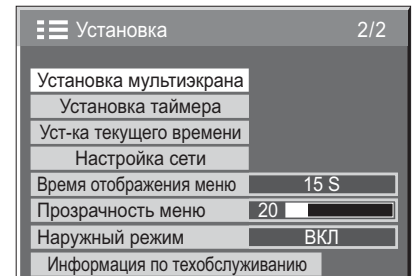 Установка 2/2
Установка мультиэкрана
Установка таймера
Уст-ка текущего времени
Настройка сети
Время отображения меню 15 S
Прозрачность меню 20
Наружный режим ВКЛ
Информация по техобслуживанию